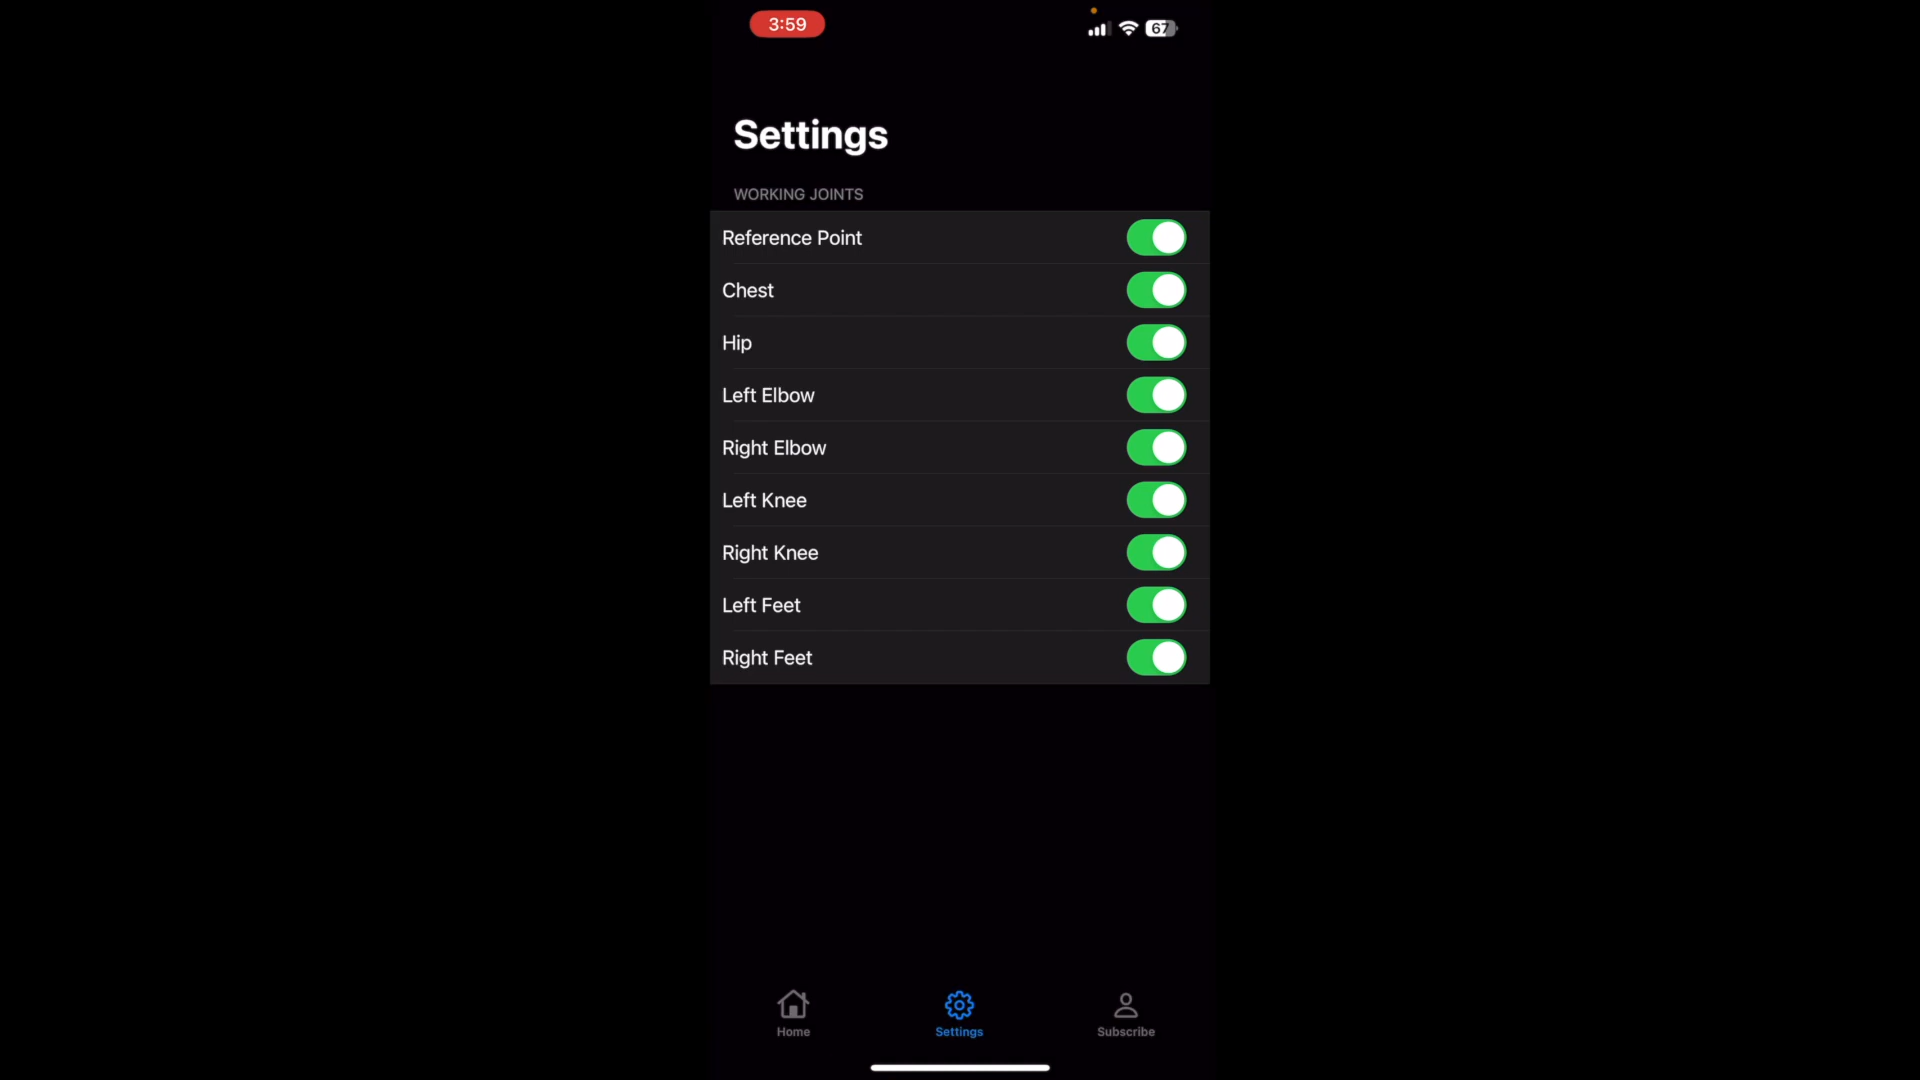 3:59
67
Settings
WORKING JOINTS
Reference Point
Chest
Hip
Left Elbow
Right Elbow
Left Knee
Right Knee
Left Feet
Right Feet
Home
Settings
Subscribe